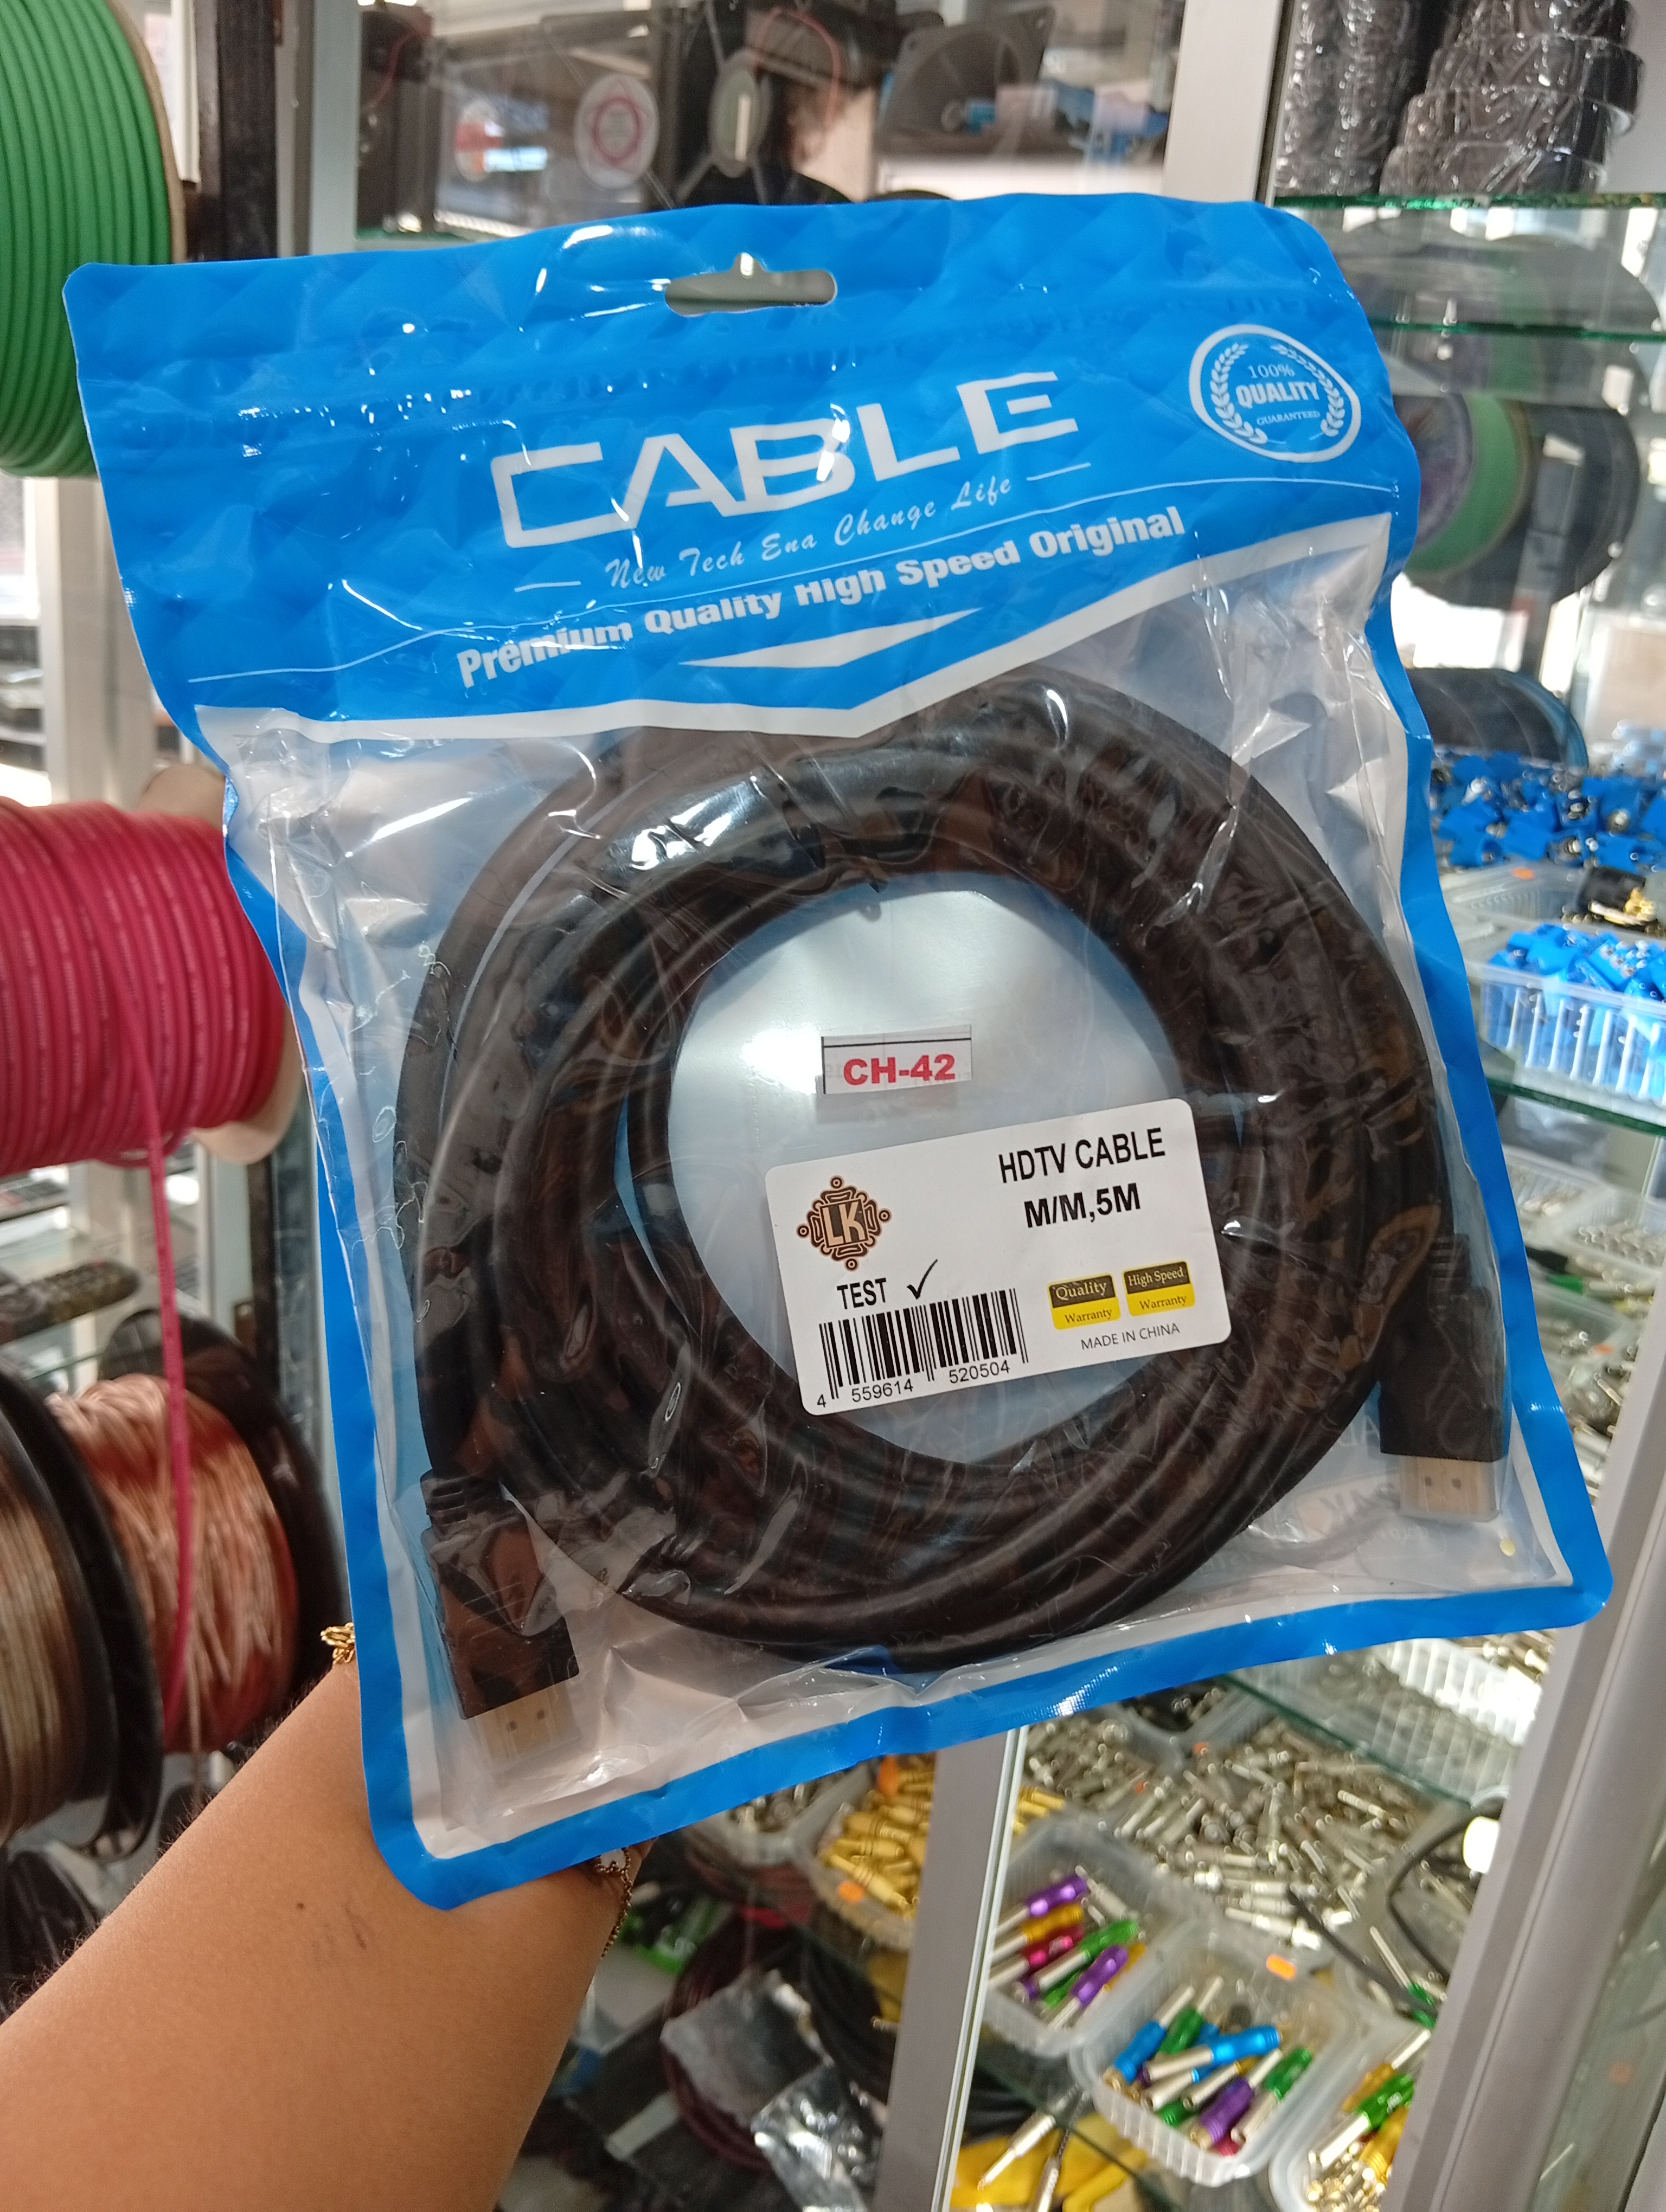 100%
QUALITY
GUARANTEED
CABLE
New Tech Ena Change Life
Premium Quality High Speed Original
CH-42
HDTV CABLE
M/M,5M
LK
TEST ✓
Quality
Warranty
High Speed
Warranty
MADE IN CHINA
4 559614 520504